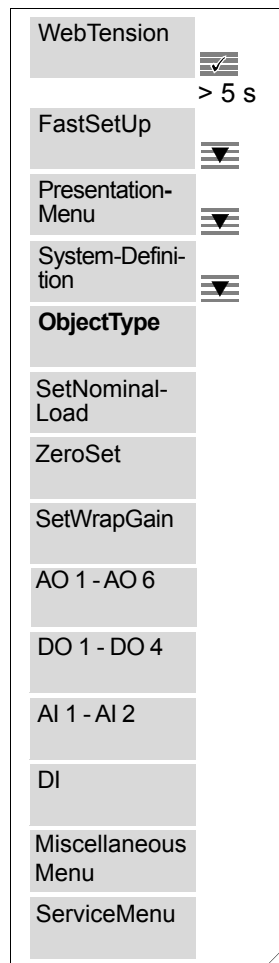 WebTension
> 5 s
FastSetUp
Presentation-
Menu
System-Defini-
tion
ObjectType
SetNominal-
Load
ZeroSet
SetWrapGain
AO 1 - AO 6
DO 1 - DO 4
AI 1 - AI 2
DI
Miscellaneous
Menu
ServiceMenu